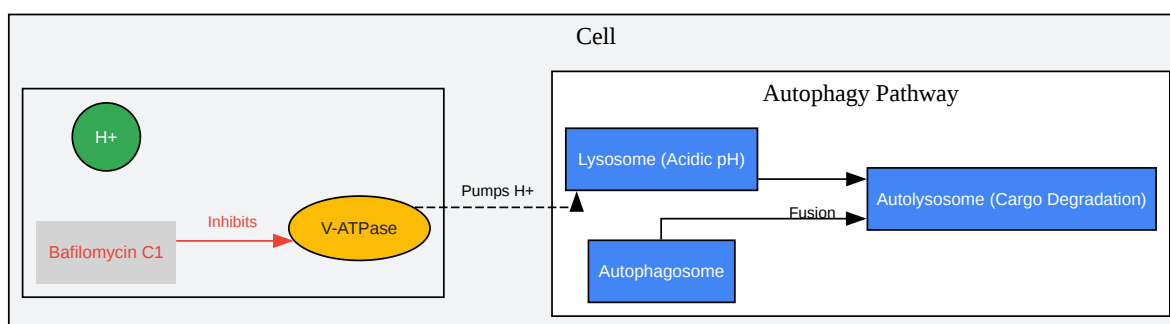 Cell
Autophagy Pathway
H+
Lysosome (Acidic pH)
Pumps H+
Autolysosome (Cargo Degradation)
Inhibits
V-ATPase
Fusion
Bafilomycin C1
Autophagosome